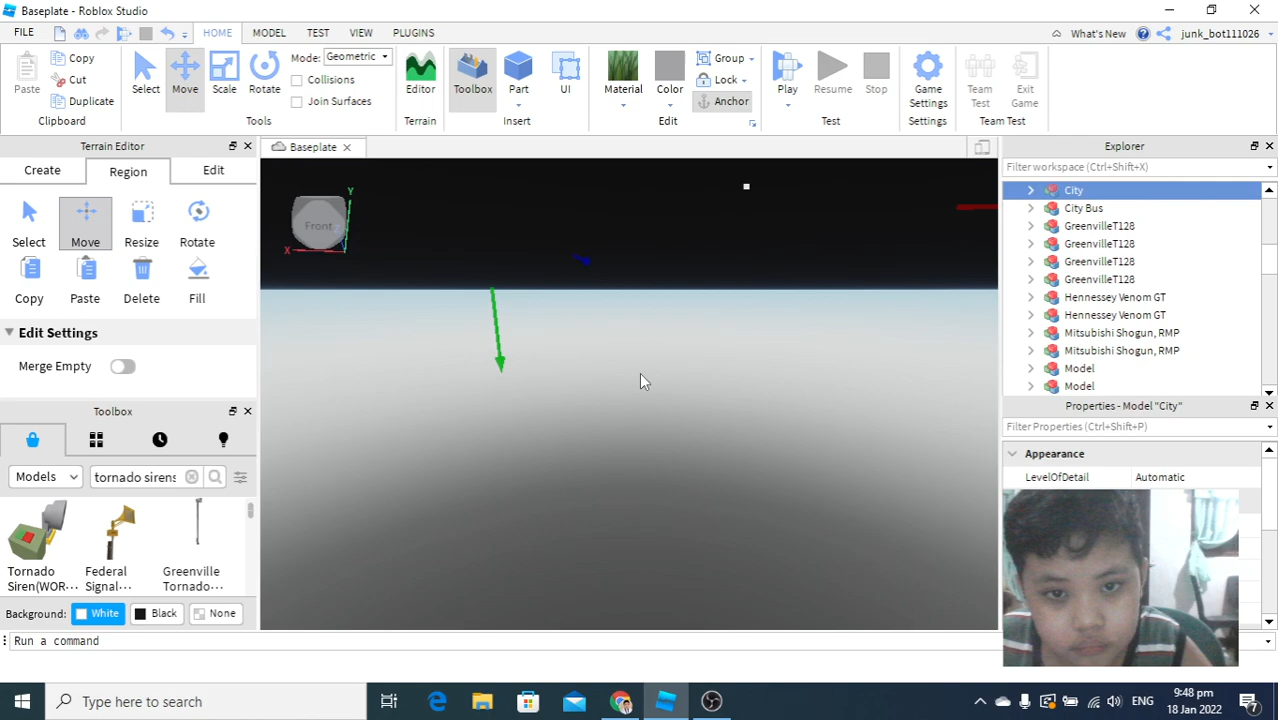 Baseplate - Roblox Studio
FILE HOME MODEL TEST VIEW PLUGINS What's New junk_bot111026
Paste Copy Cut Duplicate Select Move Scale Rotate Mode: Geometric Collisions Join Surfaces Editor Toolbox Part UI Material Color Group Lock Anchor Play Resume Stop Game Settings Team Test Exit Game
Clipboard Tools Terrain Insert Edit Test Settings Team Test
Terrain Editor
Create Region Edit
Select Move Resize Rotate
Copy Paste Delete Fill
Edit Settings
Merge Empty
Toolbox
Models tornado sirens
Tornado Siren(WOR...
Federal Signal...
Greenville Tornado...
Background: White Black None
Run a command
Baseplate
Y
Front
X
Explorer
Filter workspace (Ctrl+Shift+X)
City
City Bus
GreenvilleT128
GreenvilleT128
GreenvilleT128
GreenvilleT128
Hennessey Venom GT
Hennessey Venom GT
Mitsubishi Shogun, RMP
Mitsubishi Shogun, RMP
Model
Model
Properties - Model "City"
Filter Properties (Ctrl+Shift+P)
Appearance
LevelOfDetail Automatic
Type here to search
ENG
9:48 pm
18 Jan 2022
7